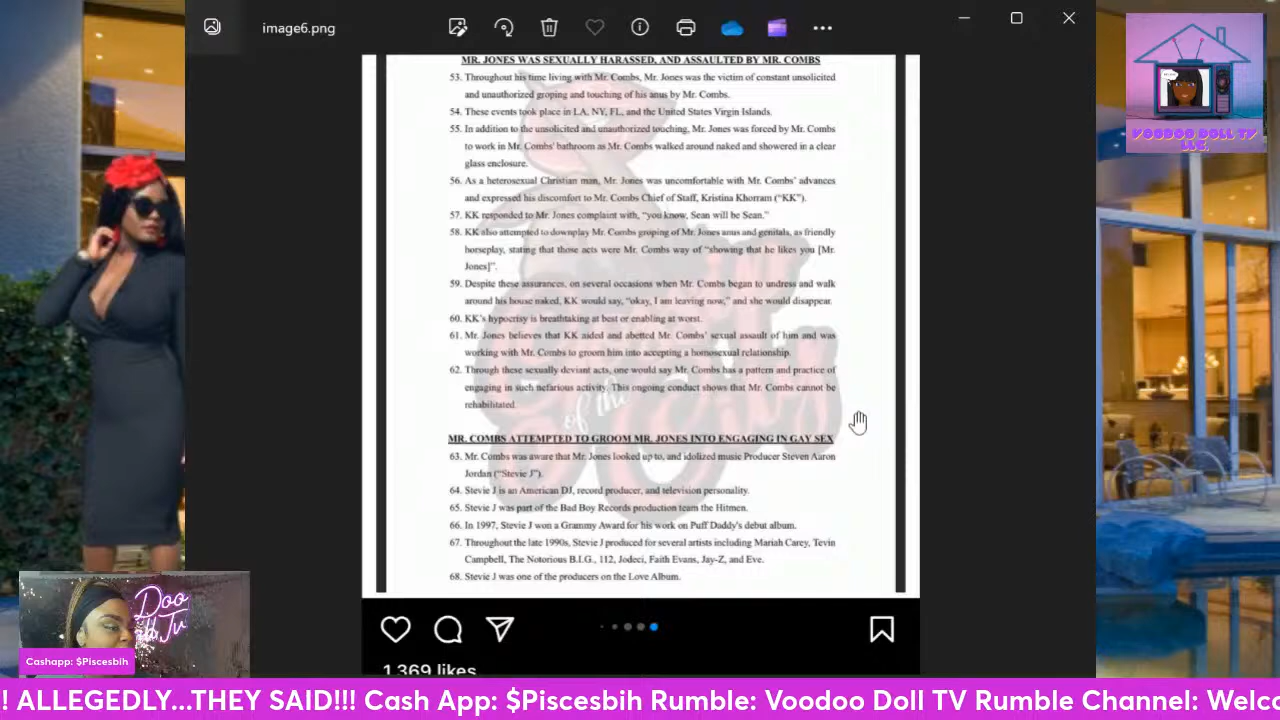 image6.png
MR. JONES WAS SEXUALLY HARASSED, AND ASSAULTED BY MR. COMBS
53. Throughout his time living with Mr. Combs, Mr. Jones was the victim of constant unsolicited
and unauthorized groping and touching of his anus by Mr. Combs.
54. These events took place in LA, NY, FL, and the United States Virgin Islands.
55. In addition to the unsolicited and unauthorized touching, Mr. Jones was forced by Mr. Combs
to work in Mr. Combs' bathroom as Mr. Combs walked around naked and showered in a clear
glass enclosure.
56. As a heterosexual Christian man, Mr. Jones was uncomfortable with Mr. Combs' advances
and expressed his discomfort to Mr. Combs Chief of Staff, Kristina Khorram ("KK").
57. KK responded to Mr. Jones complaint with, "you know, Sean will be Sean."
58. KK also attempted to downplay Mr. Combs groping of Mr. Jones anus and genitals, as friendly
horseplay, stating that those acts were Mr. Combs way of "showing that he likes you [Mr.
Jones]".
59. Despite these assurances, on several occasions when Mr. Combs began to undress and walk
around his house naked, KK would say, "okay, I am leaving now," and she would disappear.
60. KK's hypocrisy is breathtaking at best or enabling at worst.
61. Mr. Jones believes that KK aided and abetted Mr. Combs' sexual assault of him and was
working with Mr. Combs to groom him into accepting a homosexual relationship.
62. Through these sexually deviant acts, one would say Mr. Combs has a pattern and practice of
engaging in such nefarious activity. This ongoing conduct shows that Mr. Combs cannot be
rehabilitated.
of the
MR. COMBS ATTEMPTED TO GROOM MR. JONES INTO ENGAGING IN GAY SEX
63. Mr. Combs was aware that Mr. Jones looked up to, and idolized music Producer Steven Aaron
Jordan ("Stevie J").
64. Stevie J is an American DJ, record producer, and television personality.
65. Stevie J was part of the Bad Boy Records production team the Hitmen.
66. In 1997, Stevie J won a Grammy Award for his work on Puff Daddy's debut album.
67. Throughout the late 1990s, Stevie J produced for several artists including Mariah Carey, Tevin
Campbell, The Notorious B.I.G., 112, Jodeci, Faith Evans, Jay-Z, and Eve.
68. Stevie J was one of the producers on the Love Album.
1,369 likes
VOODOO DOLL TV
LLC.
Doo
Tv
Cashapp: $Piscesbih
! ALLEGEDLY...THEY SAID!!! Cash App: $Piscesbih Rumble: Voodoo Doll TV Rumble Channel: Welco